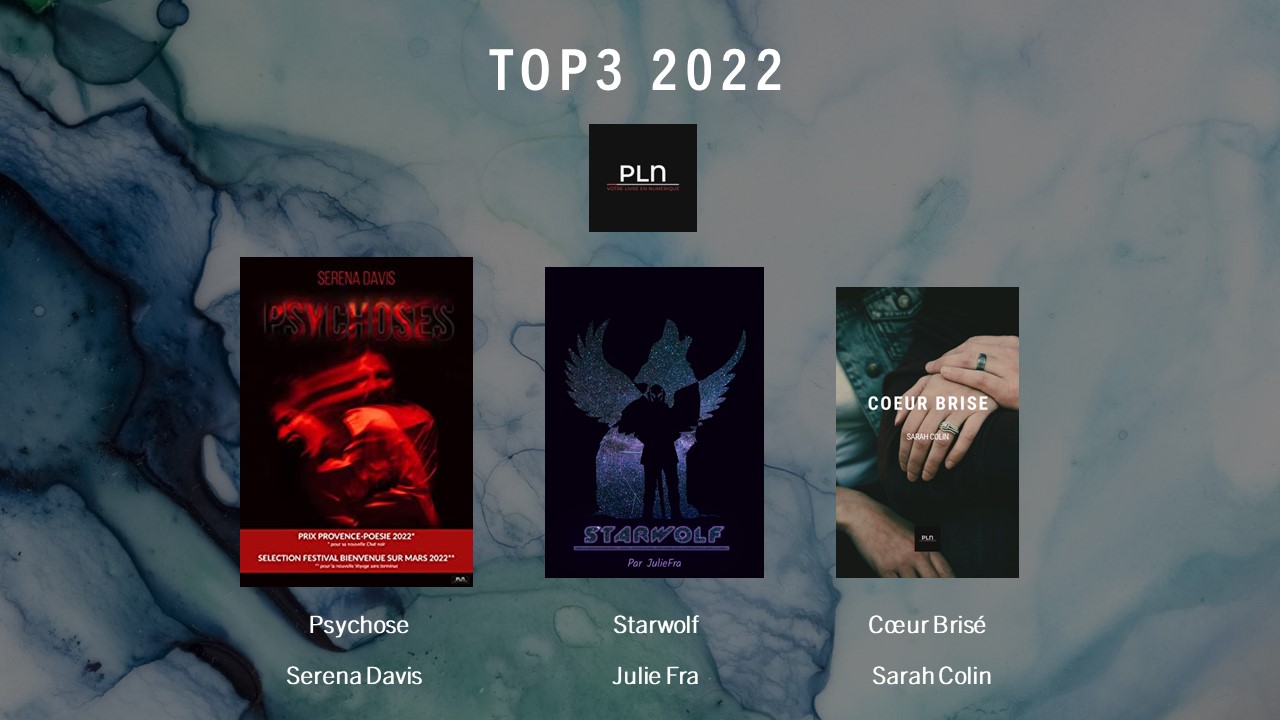 TOP3 2022
PLN
VOTRE LIVRE EN NUMERIQUE
SERENA DAVIS
PSYCHOSES
PRIX PROVENCE-POESIE 2022*
* pour sa nouvelle Chat noir
SELECTION FESTIVAL BIENVENUE SUR MARS 2022**
** pour la nouvelle Voyage sans terminus
PLN
STARWOLF
Par JulieFra
COEUR BRISE
SARAH COLIN
PLN
Psychose
Serena Davis
Starwolf
Julie Fra
Cœur Brisé
Sarah Colin